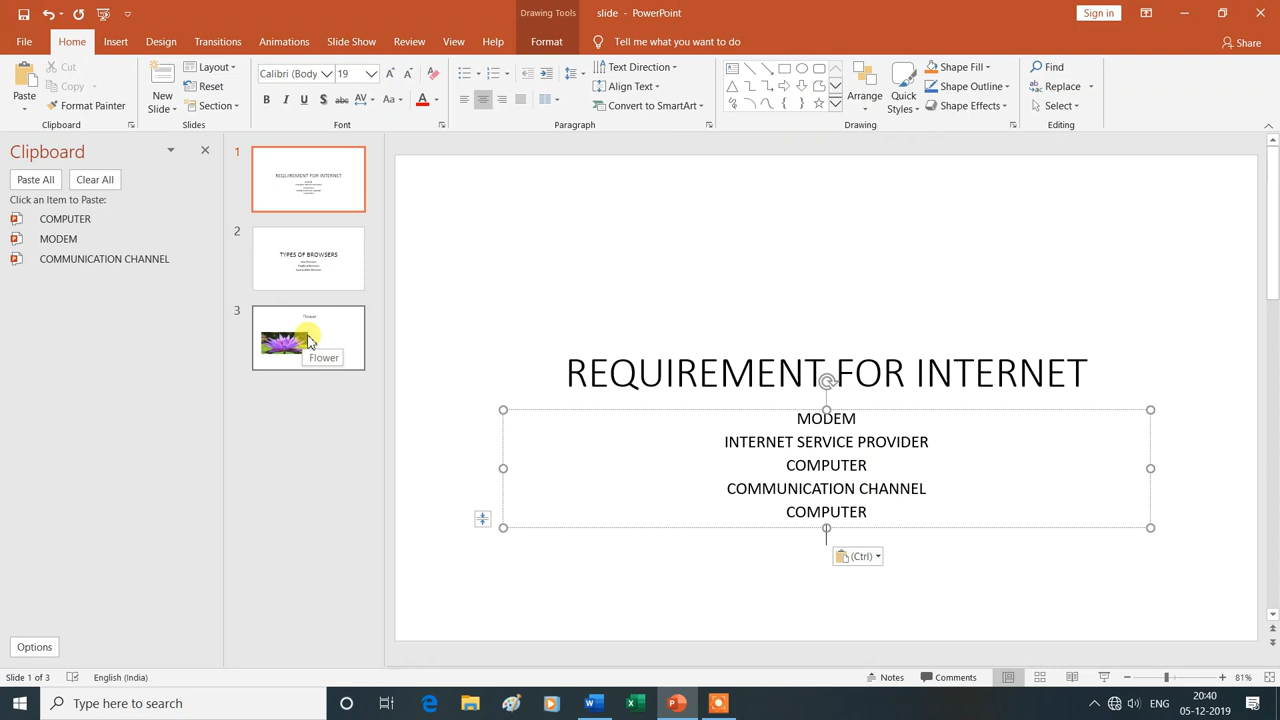 Drawing Tools
slide - PowerPoint
Sign in
File
Home
Insert
Design
Transitions
Slide Show
Animations
Review
View
Help
Format
Tell me what you want to do
Share
Paste
Cut
Copy
Format Painter
Clipboard
New Slide
Layout
Reset
Section
Slides
Calibri (Body)
19
Font
Text Direction
Align Text
Convert to SmartArt
Paragraph
Arrange
Quick Styles
Shape Fill
Shape Outline
Shape Effects
Drawing
Find
Replace
Select
Editing
Clipboard
Paste All
Clear All
Click an Item to Paste:
COMPUTER
MODEM
COMMUNICATION CHANNEL
Options
1
REQUIREMENT FOR INTERNET
2
TYPES OF BROWSERS
3
Flower
Flower
REQUIREMENT FOR INTERNET
MODEM
INTERNET SERVICE PROVIDER
COMPUTER
COMMUNICATION CHANNEL
COMPUTER
(Ctrl)
Slide 1 of 3
English (India)
Notes
Comments
81%
Type here to search
ENG
20:40
05-12-2019